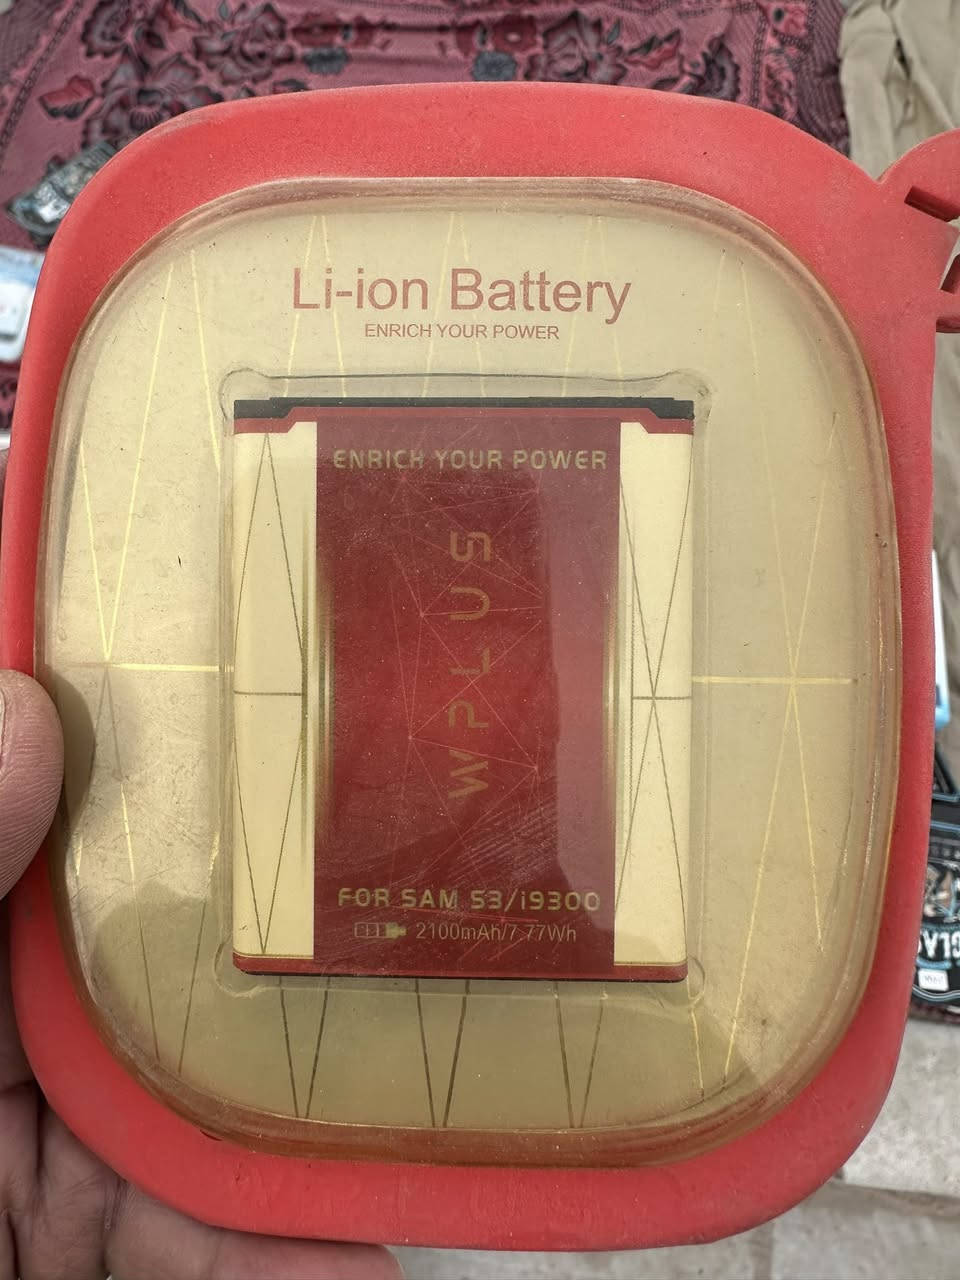 Li-ion Battery
ENRICH YOUR POWER
ENRICH YOUR POWER
WPLUS
FOR SAM S3/i9300
2100mAh/7.77Wh